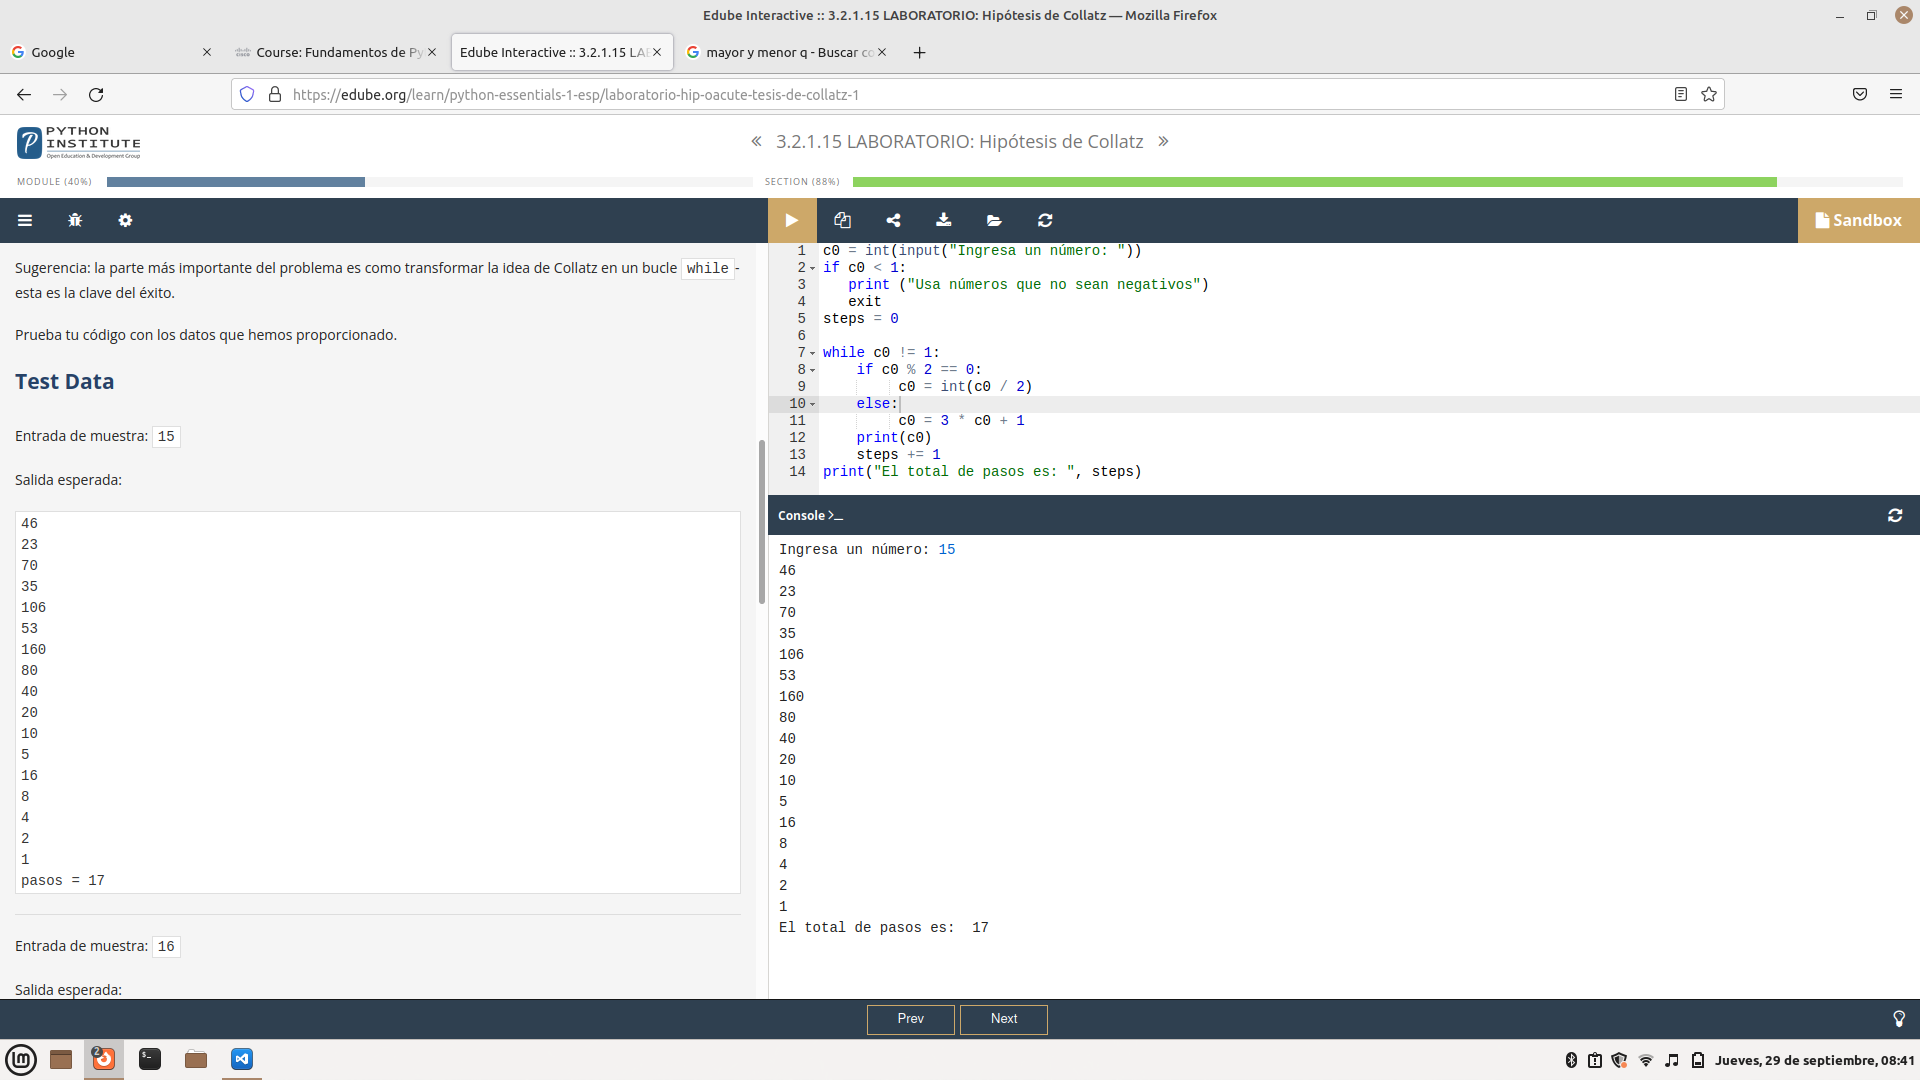 Edube Interactive :: 3.2.1.15 LABORATORIO: Hipótesis de Collatz — Mozilla Firefox
Google
Course: Fundamentos de Py
Edube Interactive :: 3.2.1.15 LAB
mayor y menor q - Buscar co
https://edube.org/learn/python-essentials-1-esp/laboratorio-hip-oacute-tesis-de-collatz-1
PYTHON
INSTITUTE
Open Education & Development Group
« 3.2.1.15 LABORATORIO: Hipótesis de Collatz »
MODULE (40%)
SECTION (88%)
Sandbox
Sugerencia: la parte más importante del problema es como transformar la idea de Collatz en un bucle while -
esta es la clave del éxito.
Prueba tu código con los datos que hemos proporcionado.
Test Data
Entrada de muestra: 15
Salida esperada:
46
23
70
35
106
53
160
80
40
20
10
5
16
8
4
2
1
pasos = 17
Entrada de muestra: 16
Salida esperada:
1 c0 = int(input("Ingresa un número: "))
2 if c0 < 1:
3 print ("Usa números que no sean negativos")
4 exit
5 steps = 0
6
7 while c0 != 1:
8 if c0 % 2 == 0:
9 c0 = int(c0 / 2)
10 else:
11 c0 = 3 * c0 + 1
12 print(c0)
13 steps += 1
14 print("El total de pasos es: ", steps)
Console >_
Ingresa un número: 15
46
23
70
35
106
53
160
80
40
20
10
5
16
8
4
2
1
El total de pasos es:  17
Prev
Next
2
Jueves, 29 de septiembre, 08:41